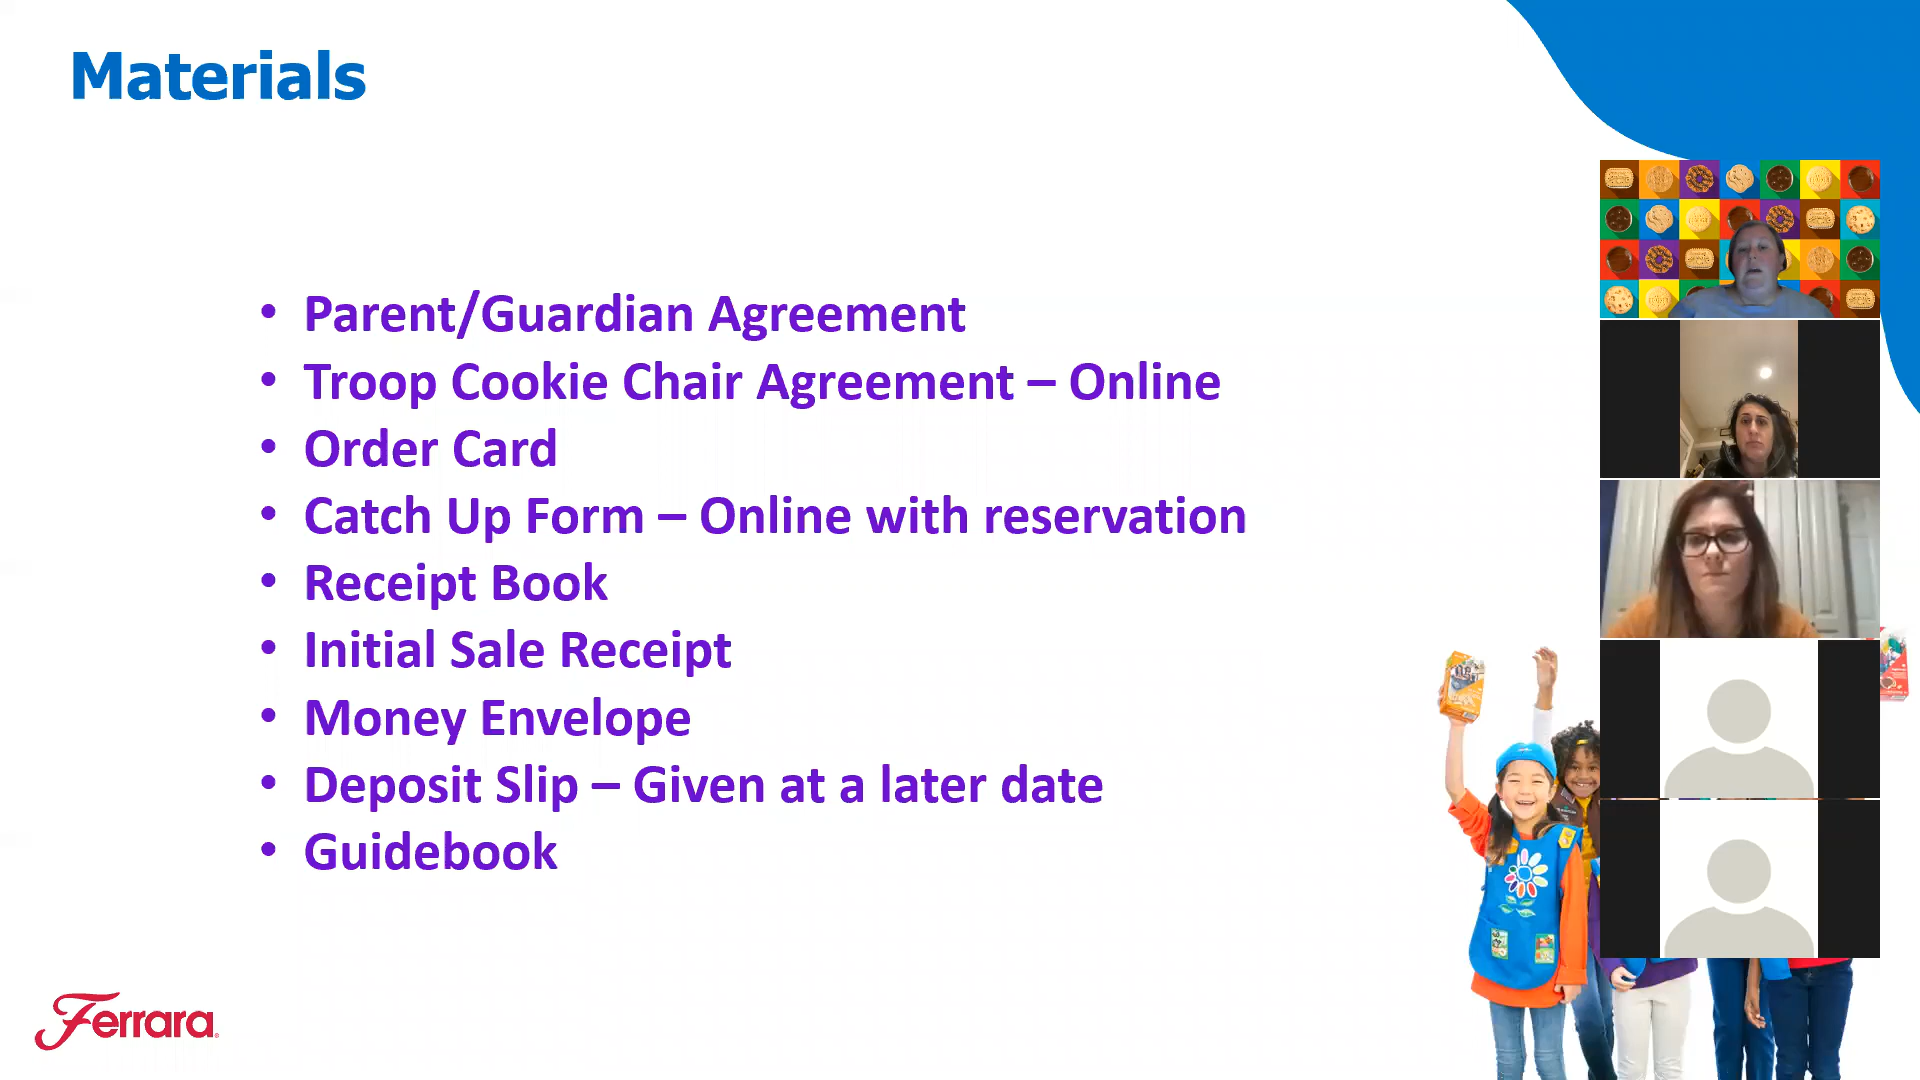 Materials
• Parent/Guardian Agreement
• Troop Cookie Chair Agreement – Online
• Order Card
• Catch Up Form – Online with reservation
• Receipt Book
• Initial Sale Receipt
• Money Envelope
• Deposit Slip – Given at a later date
• Guidebook
Ferrara